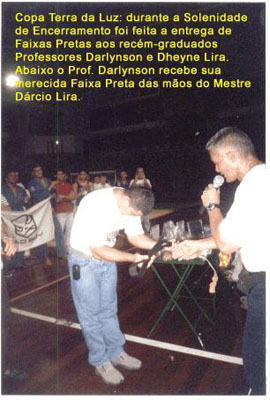 Copa Terra da Luz: durante a Solenidade
de Encerramento foi feita a entrega de
Faixas Pretas aos recém-graduados
Professores Darlynson e Dheyne Lira.
Abaixo o Prof. Darlynson recebe sua
merecida Faixa Preta das mãos do Mestre
Dárcio Lira.